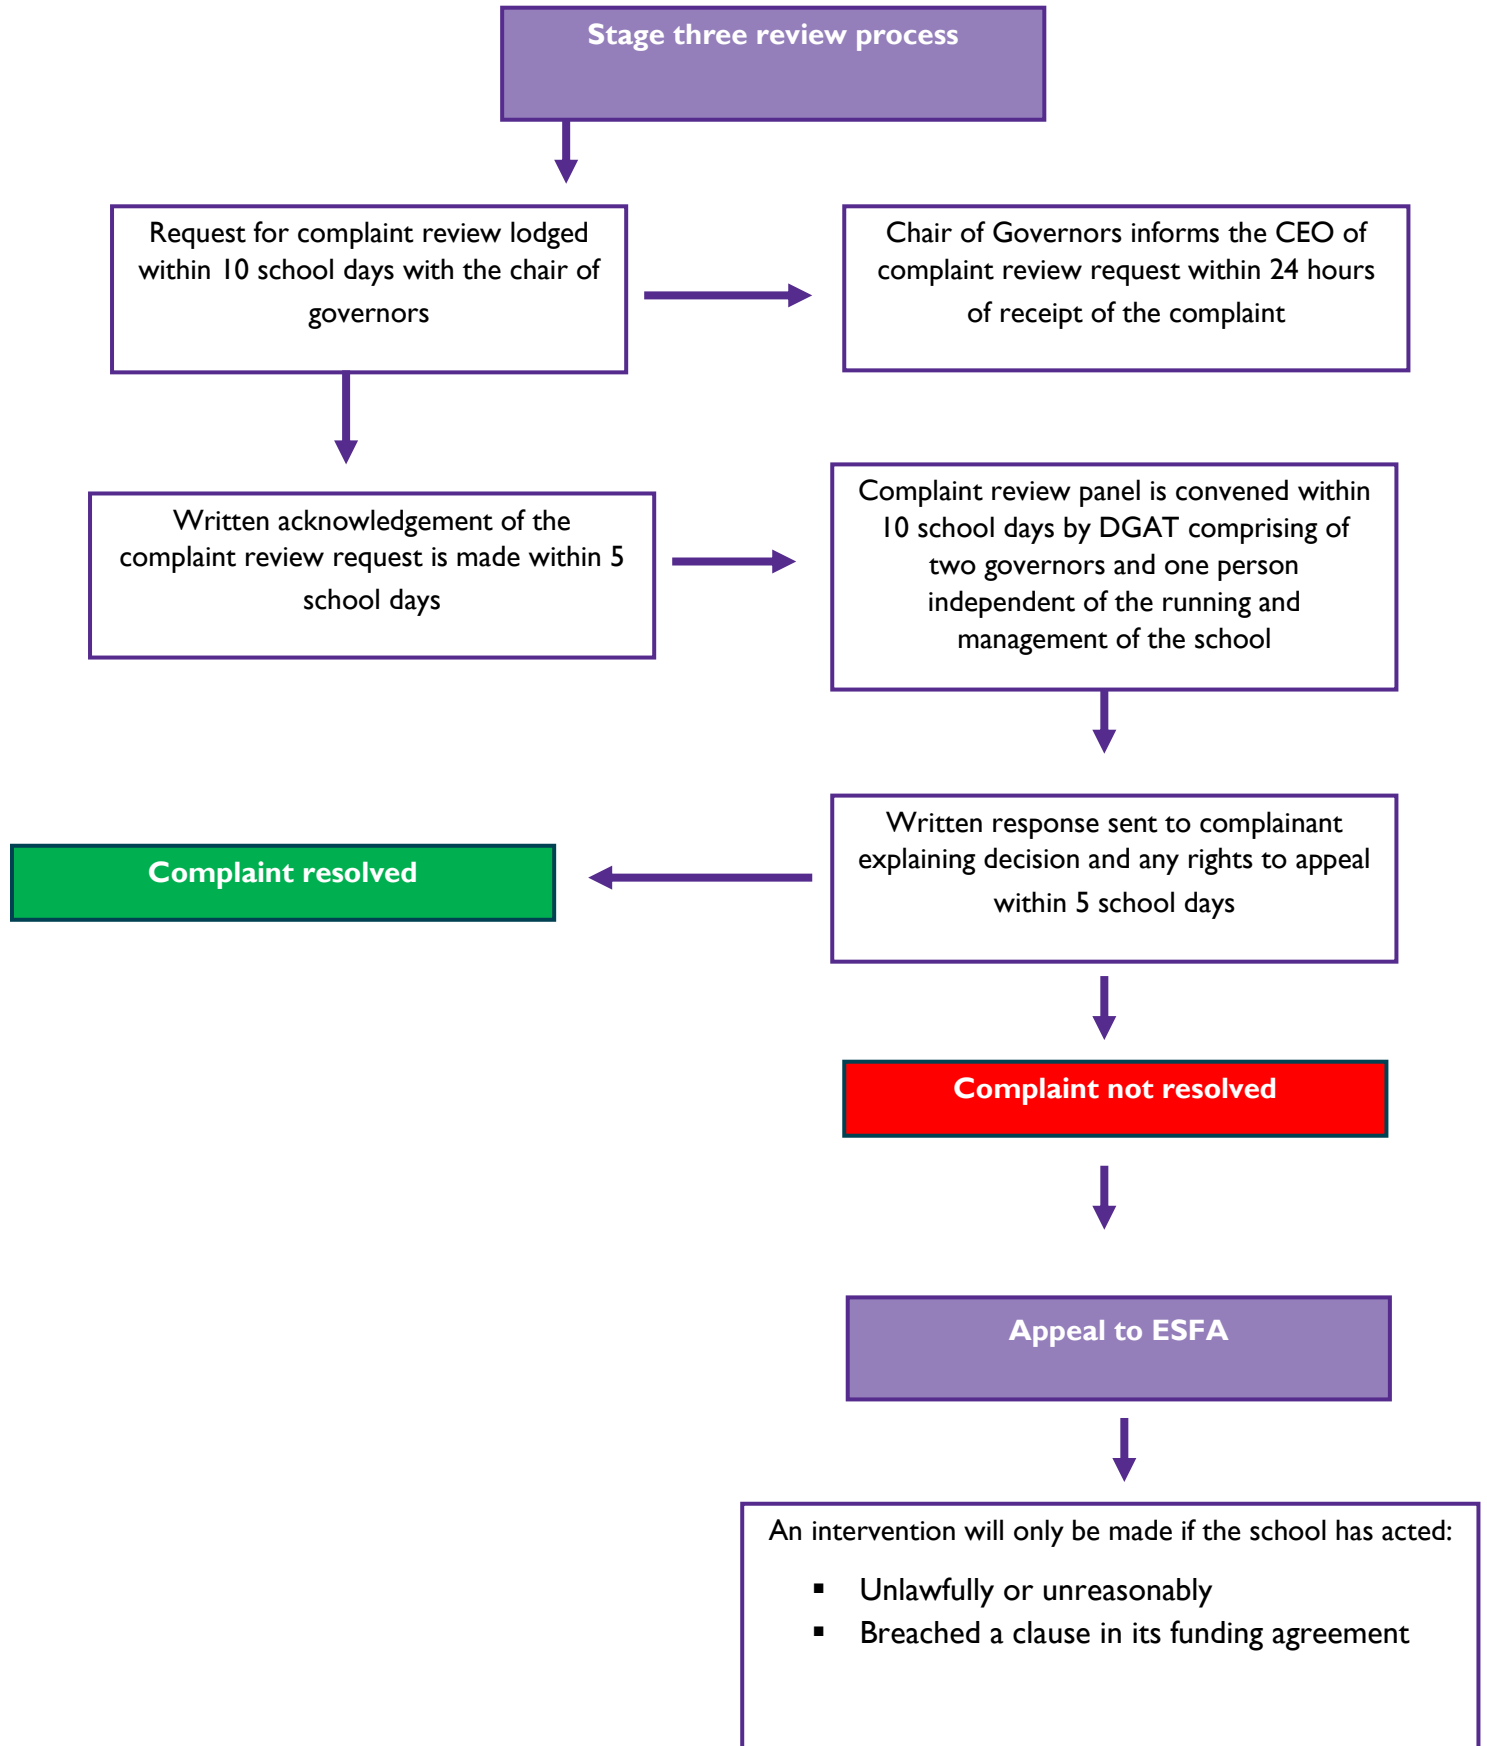 Stage three review process
Request for complaint review lodged
within 10 school days with the chair of
governors
Chair of Governors informs the CEO of
complaint review request within 24 hours
of receipt of the complaint
Written acknowledgement of the
complaint review request is made within 5
school days
Complaint review panel is convened within
10 school days by DGAT comprising of
two governors and one person
independent of the running and
management of the school
Written response sent to complainant
explaining decision and any rights to appeal
within 5 school days
Complaint resolved
Complaint not resolved
Appeal to ESFA
An intervention will only be made if the school has acted:
▪ Unlawfully or unreasonably
▪ Breached a clause in its funding agreement